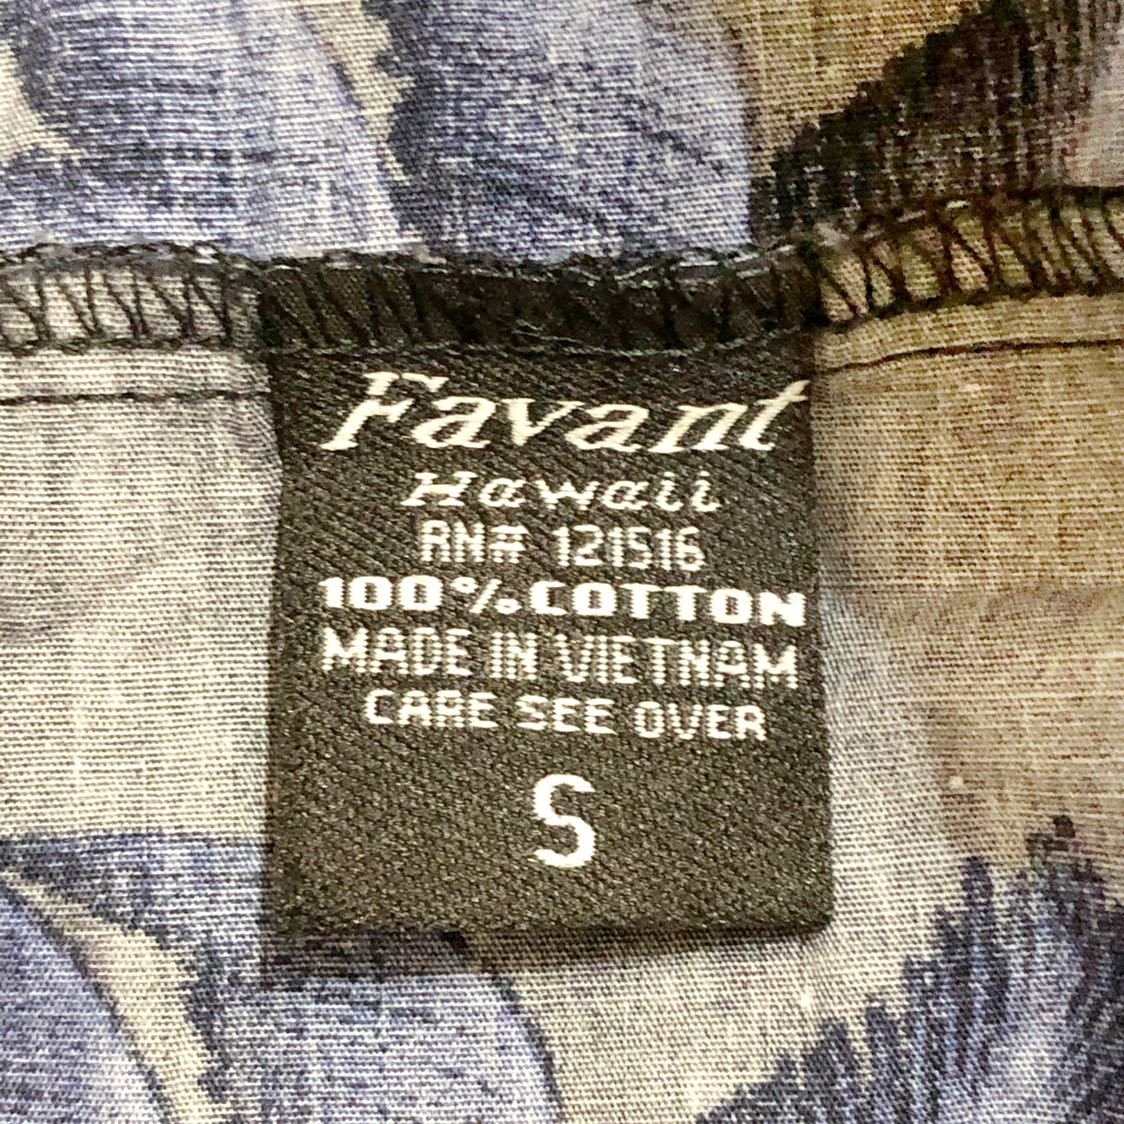 Favant
Hawaii
RN# 121516
100% COTTON
MADE IN VIETNAM
CARE SEE OVER
S